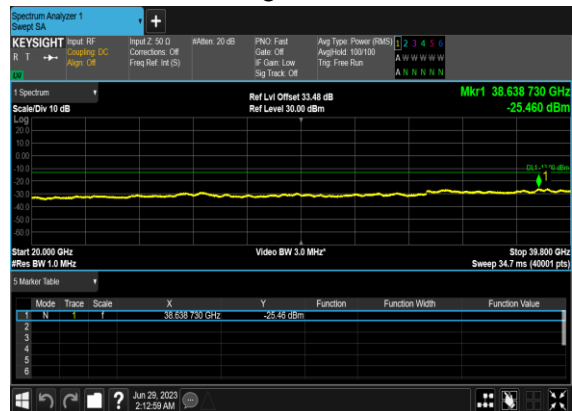 Spectrum Analyzer 1
Swept SA
+
KEYSIGHT Input: RF Input Z: 50 Ω #Atten: 20 dB PNO: Fast Avg Type: Power (RMS) 1 2 3 4 5 6
R T Coupling: DC Corrections: Off Gate: Off Avg|Hold: 100/100 A W W W W W
Align: Off Freq Ref: Int (S) IF Gain: Low Trig: Free Run
Sig Track: Off A N N N N N
1 Spectrum Ref Lvl Offset 33.48 dB Mkr1 38.638 730 GHz
Scale/Div 10 dB Ref Level 30.00 dBm -25.460 dBm
Log
20.0
10.0
0.00
-10.0
1
-20.0
-30.0
-40.0
-50.0
-60.0
Start 20.000 GHz Video BW 3.0 MHz* Stop 39.800 GHz
#Res BW 1.0 MHz Sweep 34.7 ms (40001 pts)
5 Marker Table
Mode Trace Scale X Y Function Function Width Function Value
1 N 1 f 38.638 730 GHz -25.46 dBm
2
3
4
5
6
? Jun 29, 2023
2:12:59 AM